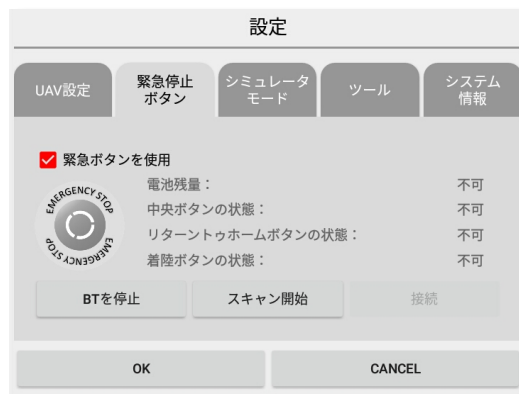 設定
UAV設定
緊急停止
ボタン
シミュレータ
モード
ツール
システム
情報
緊急ボタンを使用
EMERGENCY STOP
EMERGENCY STOP
電池残量： 不可
中央ボタンの状態： 不可
リターントゥホームボタンの状態： 不可
着陸ボタンの状態： 不可
BTを停止
スキャン開始
接続
OK
CANCEL